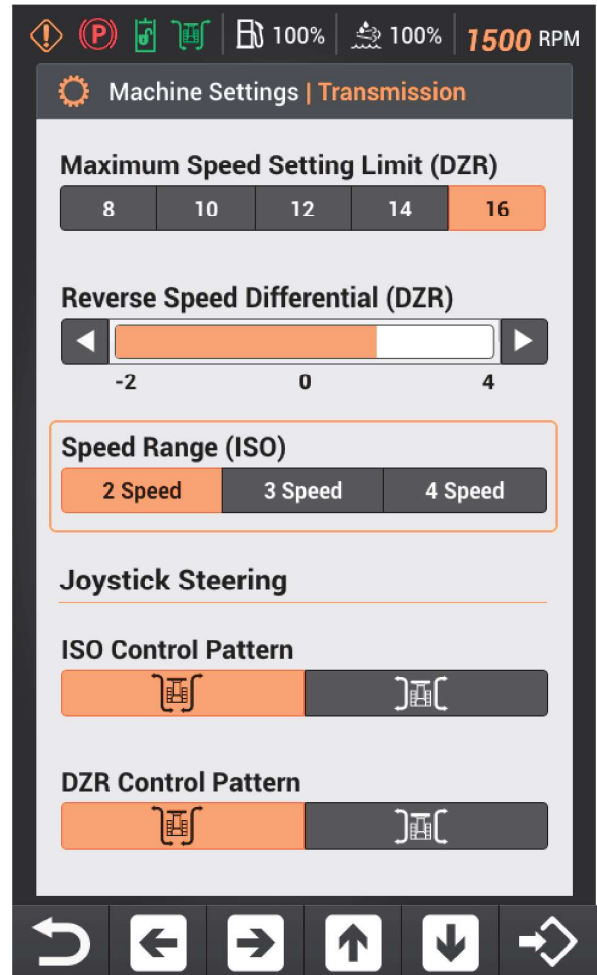 P 100% 100% 1500 RPM
Machine Settings | Transmission
Maximum Speed Setting Limit (DZR)
8 10 12 14 16
Reverse Speed Differential (DZR)
-2 0 4
Speed Range (ISO)
2 Speed 3 Speed 4 Speed
Joystick Steering
ISO Control Pattern
DZR Control Pattern